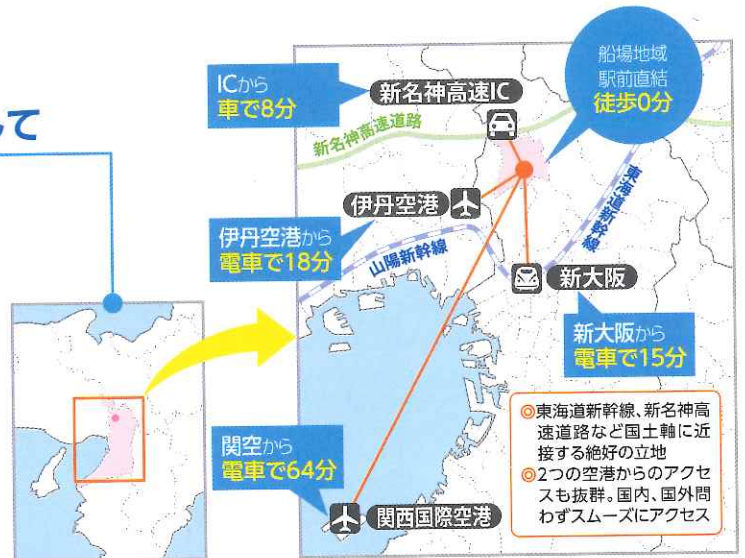 して
船場地域
駅前直結
徒歩0分
ICから
車で8分
新名神高速IC
新名神高速道路
東海道新幹線
伊丹空港
伊丹空港から
電車で18分
山陽新幹線
新大阪
新大阪から
電車で15分
◎東海道新幹線、新名神高
速道路など国土軸に近
接する絶好の立地
◎2つの空港からのアクセ
スも抜群。国内、国外問
わずスムーズにアクセス
関空から
電車で64分
関西国際空港